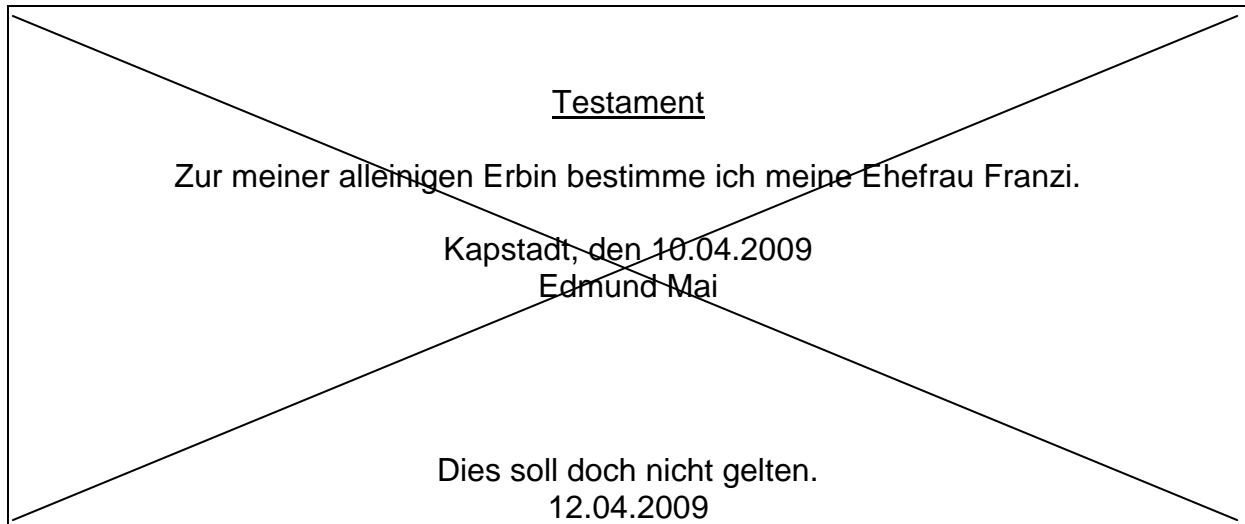 Testament
Zur meiner alleinigen Erbin bestimme ich meine Ehefrau Franzi.
Kapstadt, den 10.04.2009
Edmund Mai
Dies soll doch nicht gelten.
12.04.2009